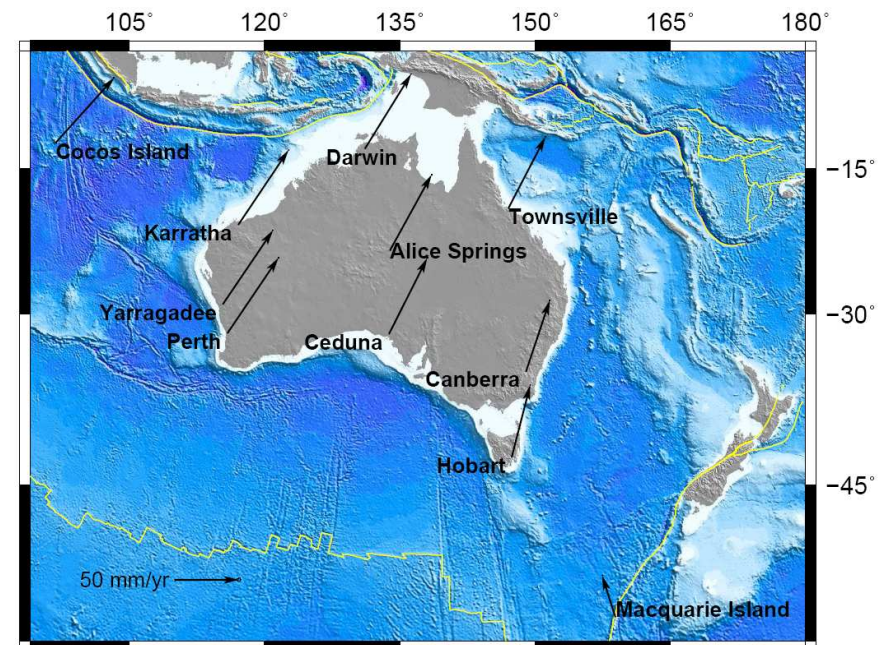 105° 120° 135° 150° 165° 180°
Cocos Island
Darwin
−15°
Townsville
Karratha
Alice Springs
Yarragadee
−30°
Perth
Ceduna
Canberra
Hobart
−45°
50 mm/yr
Macquarie Island